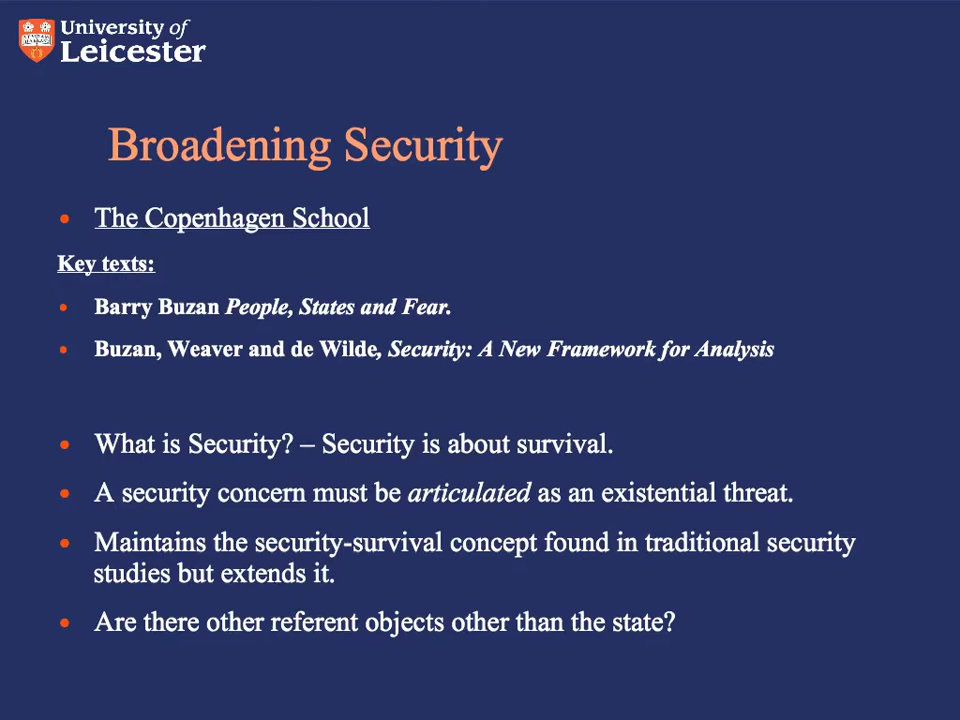 University of
Leicester
Broadening Security
• The Copenhagen School
Key texts:
• Barry Buzan People, States and Fear.
• Buzan, Weaver and de Wilde, Security: A New Framework for Analysis
• What is Security? – Security is about survival.
• A security concern must be articulated as an existential threat.
• Maintains the security-survival concept found in traditional security
studies but extends it.
• Are there other referent objects other than the state?